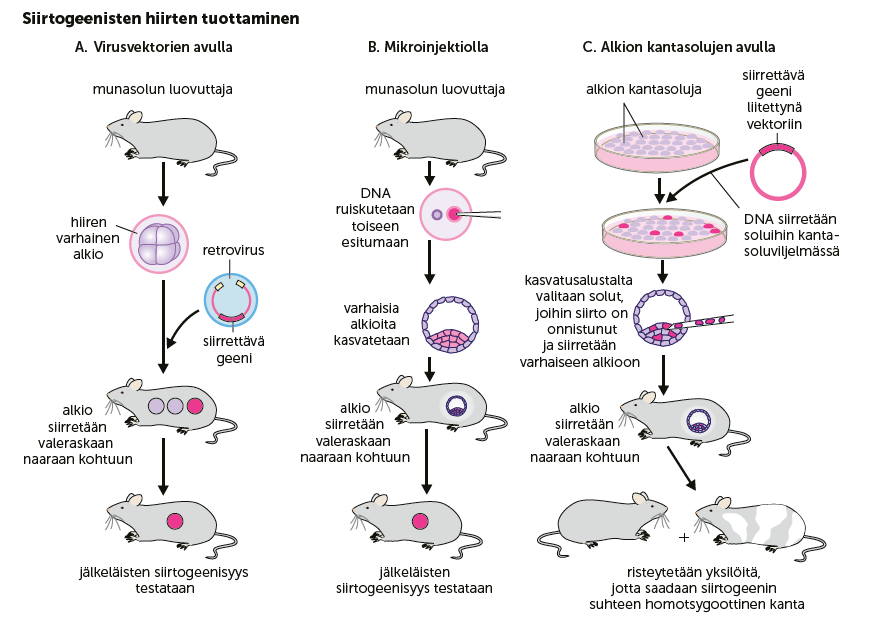 Siirtogeenisten hiirten tuottaminen
A. Virusvektorien avulla
munasolun luovuttaja
hiiren
varhainen
alkio
retrovirus
siirrettävä
geeni
alkio
siirretään
valeraskaan
naaraan kohtuun
jälkeläisten siirtogeenisyys
testataan
B. Mikroinjektiolla
munasolun luovuttaja
DNA
ruiskutetaan
toiseen
esitumaan
varhaisia
alkioita
kasvatetaan
alkio
siirretään
valeraskaan
naaraan kohtuun
jälkeläisten
siirtogeenisyys testataan
C. Alkion kantasolujen avulla
alkion kantasoluja
siirrettävä
geeni
liitettynä
vektoriin
DNA siirretään
soluihin kanta-
soluviljelmässä
kasvatusalustalta
valitaan solut,
joihin siirto on
onnistunut
ja siirretään
varhaiseen alkioon
alkio
siirretään
valeraskaan
naaraan kohtuun
+
risteytetään yksilöitä,
jotta saadaan siirtogeenin
suhteen homotsygoottinen kanta